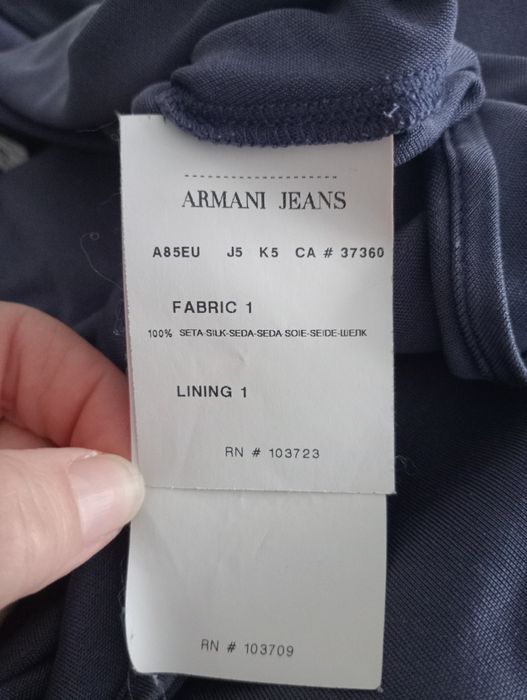 ARMANI JEANS
A85EU J5 K5 CA # 37360
FABRIC 1
100% SETA-SILK-SEDA-SEDA-SOIE-SEIDE-ШЕЛК
LINING 1
RN # 103723
RN # 103709